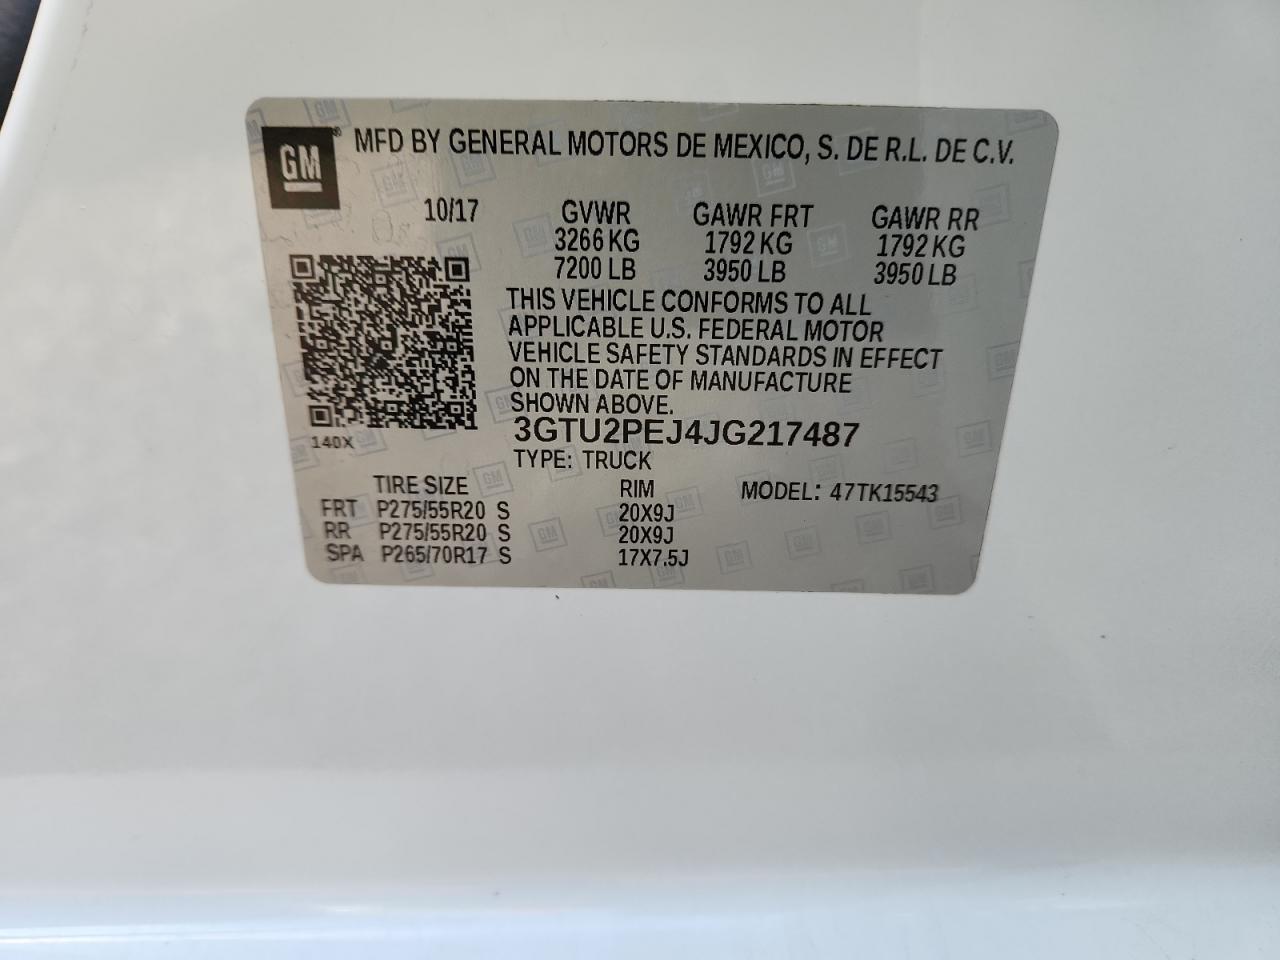 GM® MFD BY GENERAL MOTORS DE MEXICO, S. DE R.L. DE C.V.
10/17 GVWR GAWR FRT GAWR RR
3266 KG 1792 KG 1792 KG
7200 LB 3950 LB 3950 LB
THIS VEHICLE CONFORMS TO ALL
APPLICABLE U.S. FEDERAL MOTOR
VEHICLE SAFETY STANDARDS IN EFFECT
ON THE DATE OF MANUFACTURE
SHOWN ABOVE.
3GTU2PEJ4JG217487
140X
TYPE: TRUCK
TIRE SIZE RIM MODEL: 47TK15543
FRT P275/55R20 S 20X9J
RR P275/55R20 S 20X9J
SPA P265/70R17 S 17X7.5J